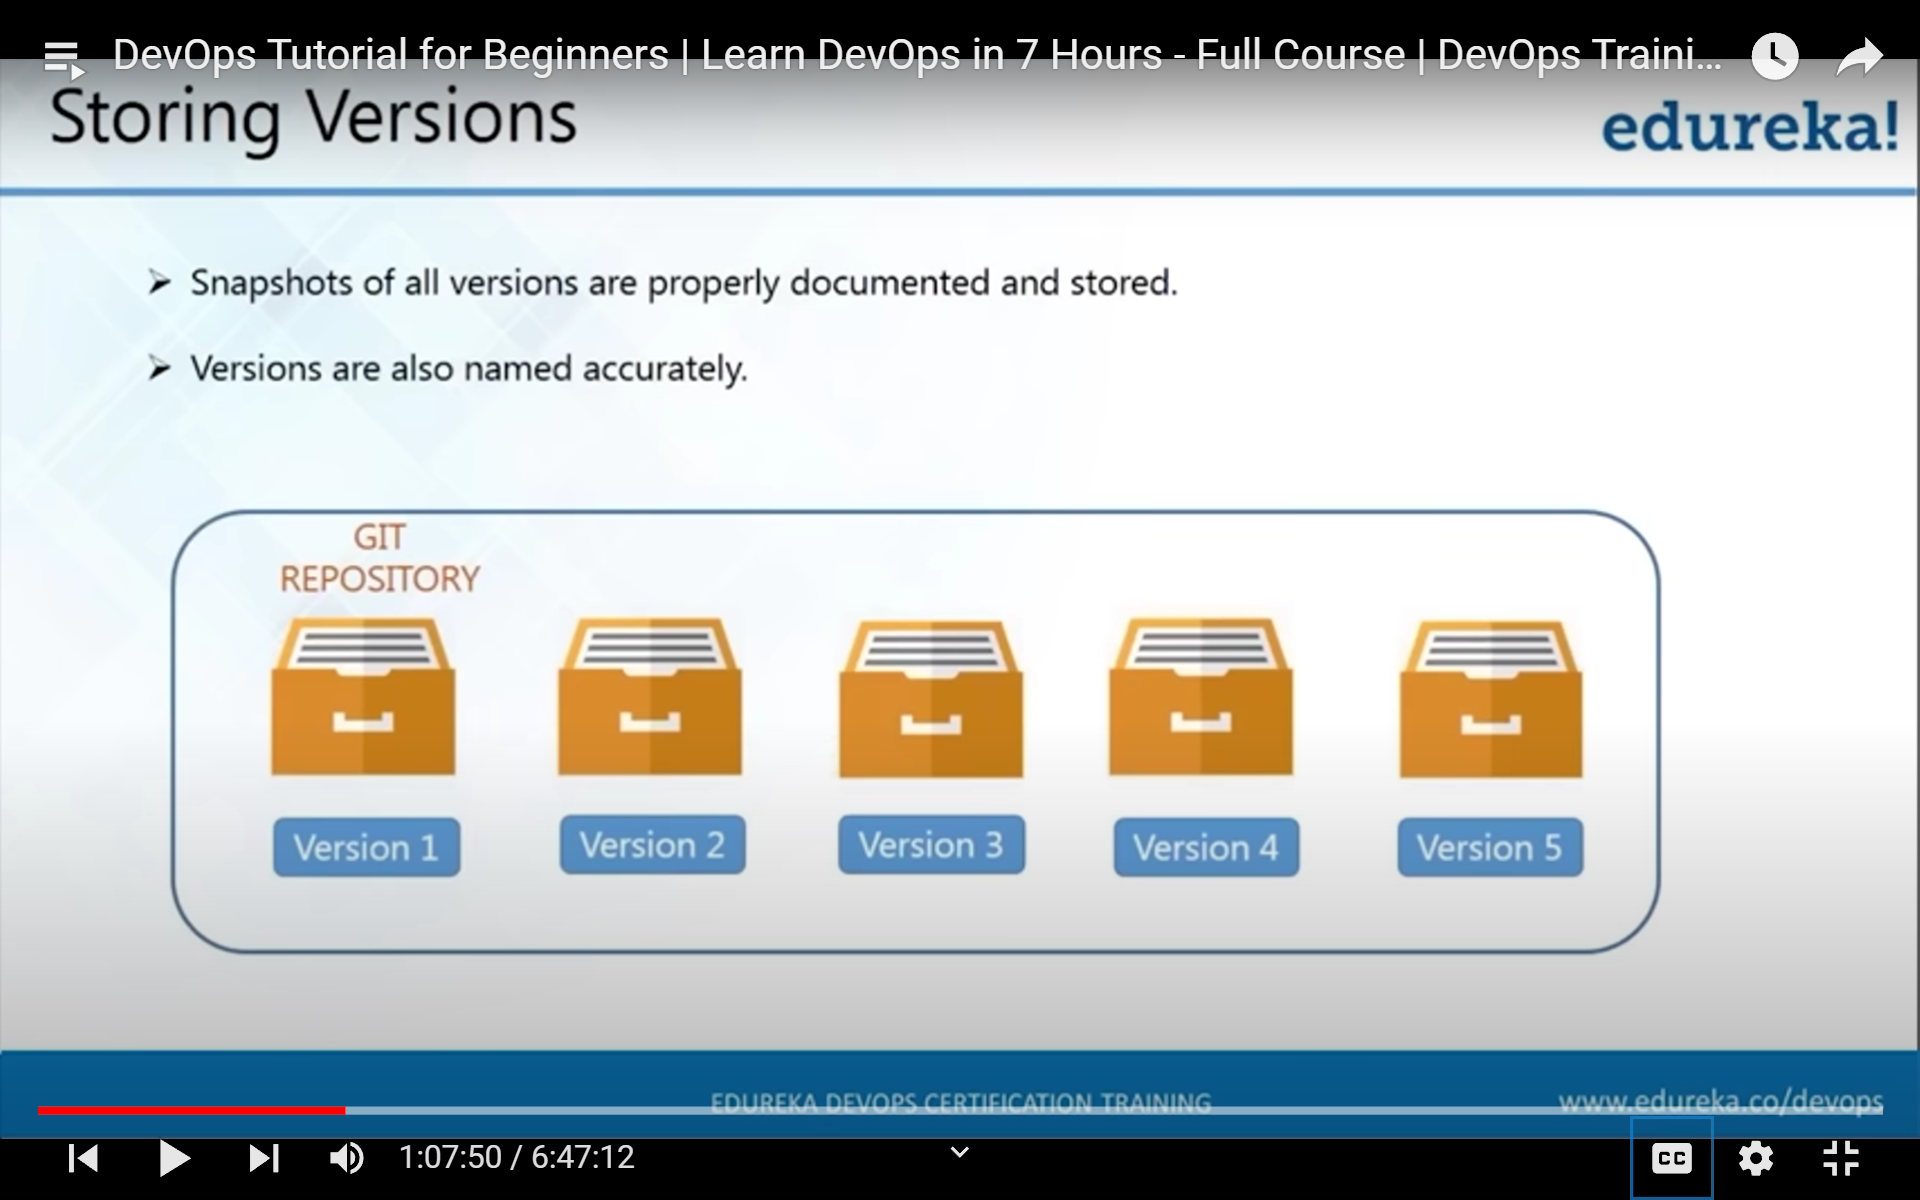 DevOps Tutorial for Beginners | Learn DevOps in 7 Hours - Full Course | DevOps Traini...
Storing Versions
edureka!
Snapshots of all versions are properly documented and stored.
Versions are also named accurately.
GIT
REPOSITORY
Version 1
Version 2
Version 3
Version 4
Version 5
EDUREKA DEVOPS CERTIFICATION TRAINING
www.edureka.co/devops
1:07:50 / 6:47:12
CC